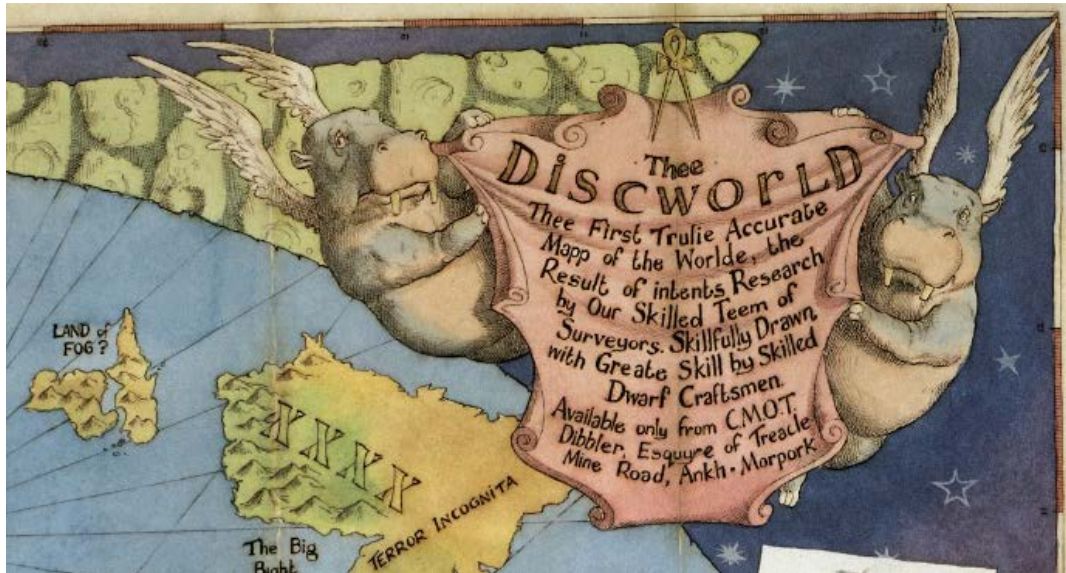 Thee
DiSCWORLD
Thee First Trulie Accurate
Mapp of the Worlde, the
Result of intents Research
by Our Skilled Teem of
Surveyors. Skillfully Drawn
with Greate Skill by Skilled
Dwarf Craftsmen.
Available only from C.M.O.T.
Dibbler, Esquyre of Treacle
Mine Road, Ankh-Morpork
LAND of
FOG?
XXXX
TERROR INCOGNITA
The Big
Bight